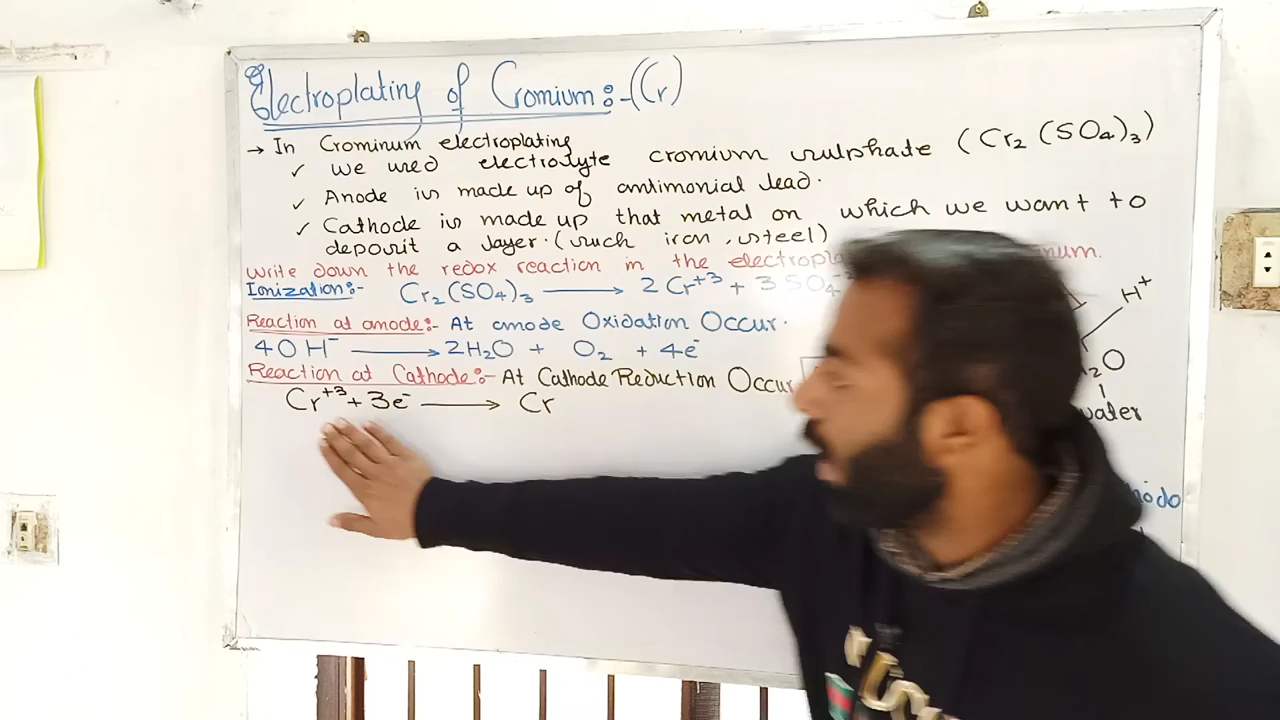 Electroplating of Cromium:-(Cr)
→ In Crominum electroplating
✓ we used electrolyte cromium sulphate (Cr₂(SO₄)₃)
✓ Anode is made up of antimonial lead.
✓ Cathode is made up that metal on which we want to
deposit a layer.(such iron, steel)
Write down the redox reaction in the
Ionization:- Cr₂(SO₄)₃ ⟶ 2Cr⁺³ + 3SO₄⁻²
H⁺
Reaction at anode:- At anode Oxidation Occur.
4OH⁻ ⟶ 2H₂O + O₂ + 4e⁻
₂O
Reaction at Cathode:- At Cathode Reduction Occur
Cr⁺³+3e⁻ ⟶ Cr
water